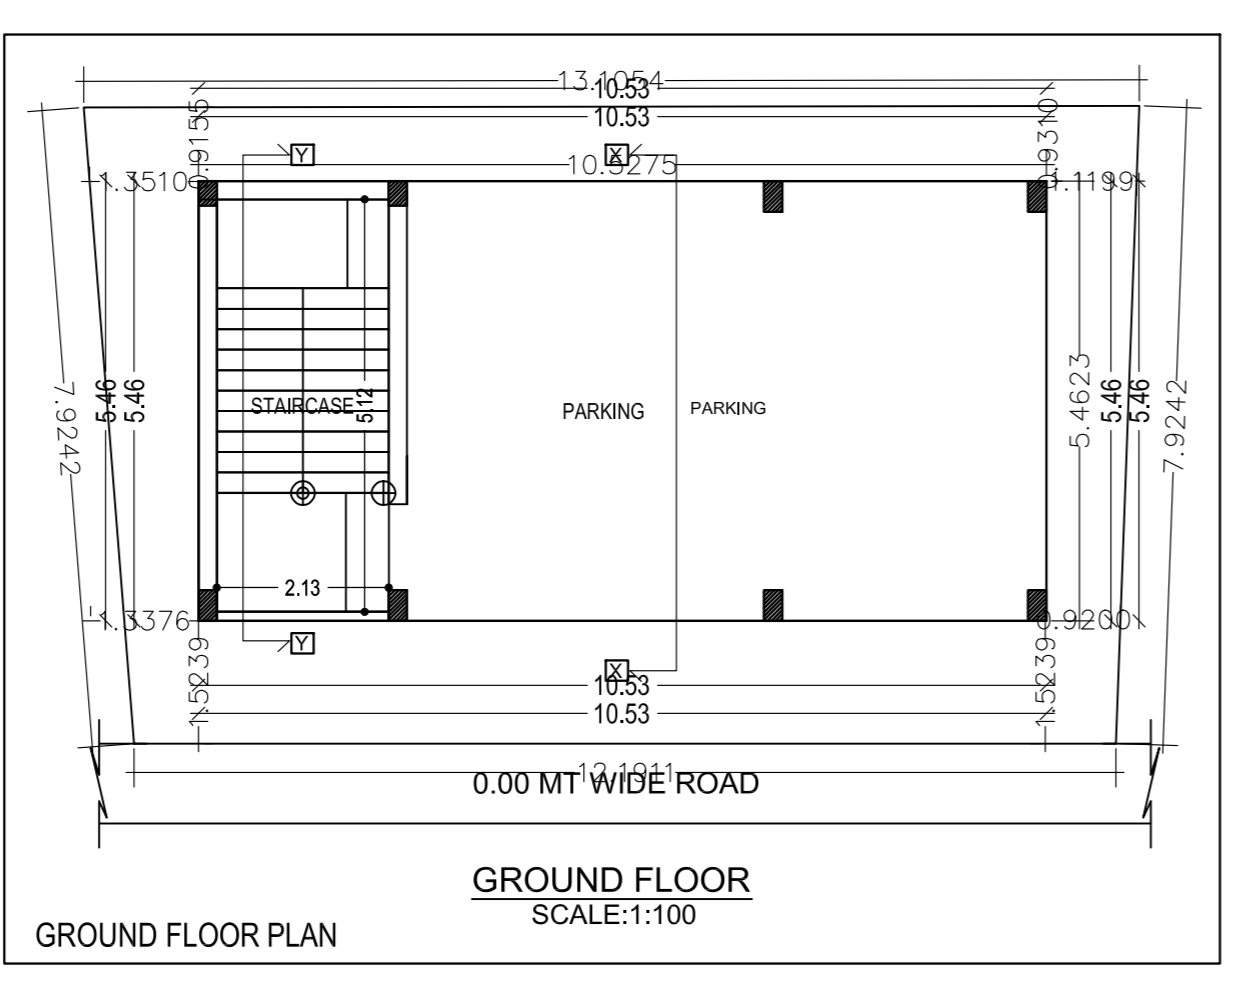 13.1054
10.53
10.53
0.9155
0.9310
Y
X
10.5275
1.3510
1.1199
7.9242
5.46
5.46
STAIRCASE
5.12
PARKING
PARKING
5.4623
5.46
5.46
7.9242
2.13
1.3376
0.9200
Y
X
1.5239
10.53
1.5239
10.53
12.1911
0.00 MT WIDE ROAD
GROUND FLOOR
SCALE:1:100
GROUND FLOOR PLAN